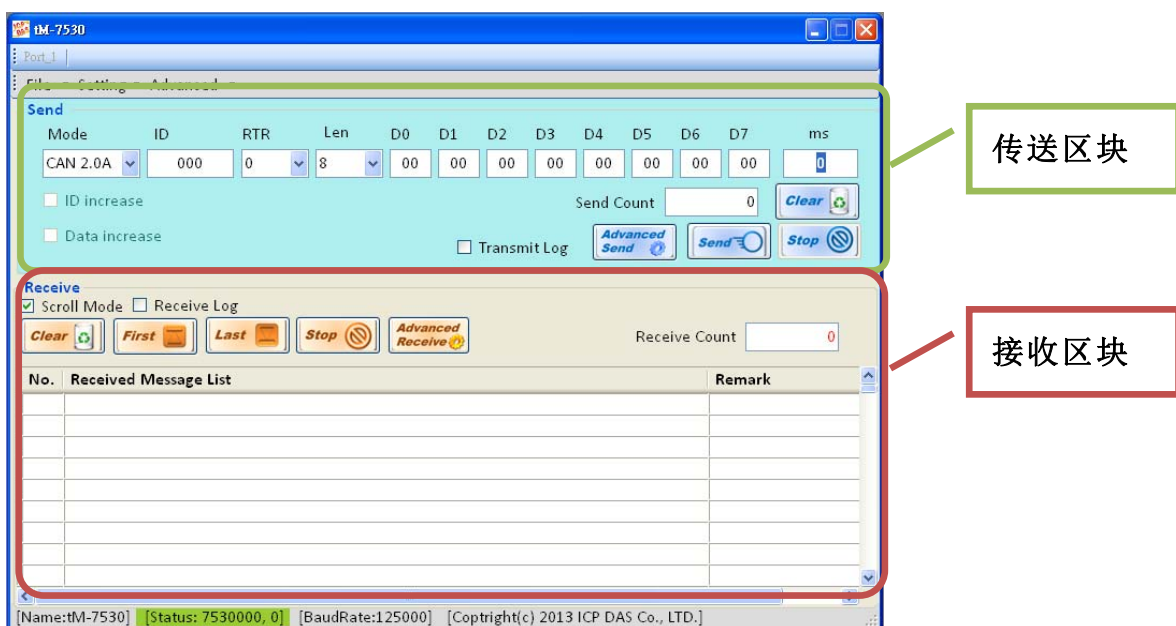 tM-7530
Port_1
File Setting Advanced
Send
Mode ID RTR Len D0 D1 D2 D3 D4 D5 D6 D7 ms
CAN 2.0A 000 0 8 00 00 00 00 00 00 00 00 0
ID increase
Send Count 0 Clear
Data increase
Transmit Log Advanced Send Send Stop
传送区块
Receive
Scroll Mode Receive Log
Clear First Last Stop Advanced Receive Receive Count 0
接收区块
No. Received Message List Remark
[Name:tM-7530] [Status: 7530000, 0] [BaudRate:125000] [Coptright(c) 2013 ICP DAS Co., LTD.]